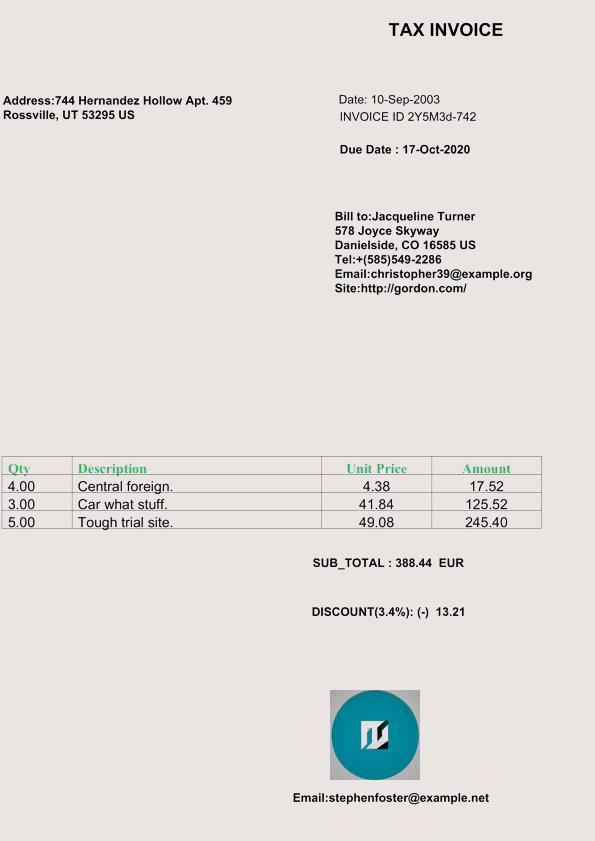 TAX INVOICE
Address:744 Hernandez Hollow Apt. 459
Rossville, UT 53295 US
Date: 10-Sep-2003
INVOICE ID 2Y5M3d-742
Due Date : 17-Oct-2020
Bill to:Jacqueline Turner
578 Joyce Skyway
Danielside, CO 16585 US
Tel:+(585)549-2286
Email:christopher39@example.org
Site:http://gordon.com/
Qty Description Unit Price Amount
4.00 Central foreign. 4.38 17.52
3.00 Car what stuff. 41.84 125.52
5.00 Tough trial site. 49.08 245.40
SUB_TOTAL : 388.44 EUR
DISCOUNT(3.4%): (-) 13.21
Email:stephenfoster@example.net